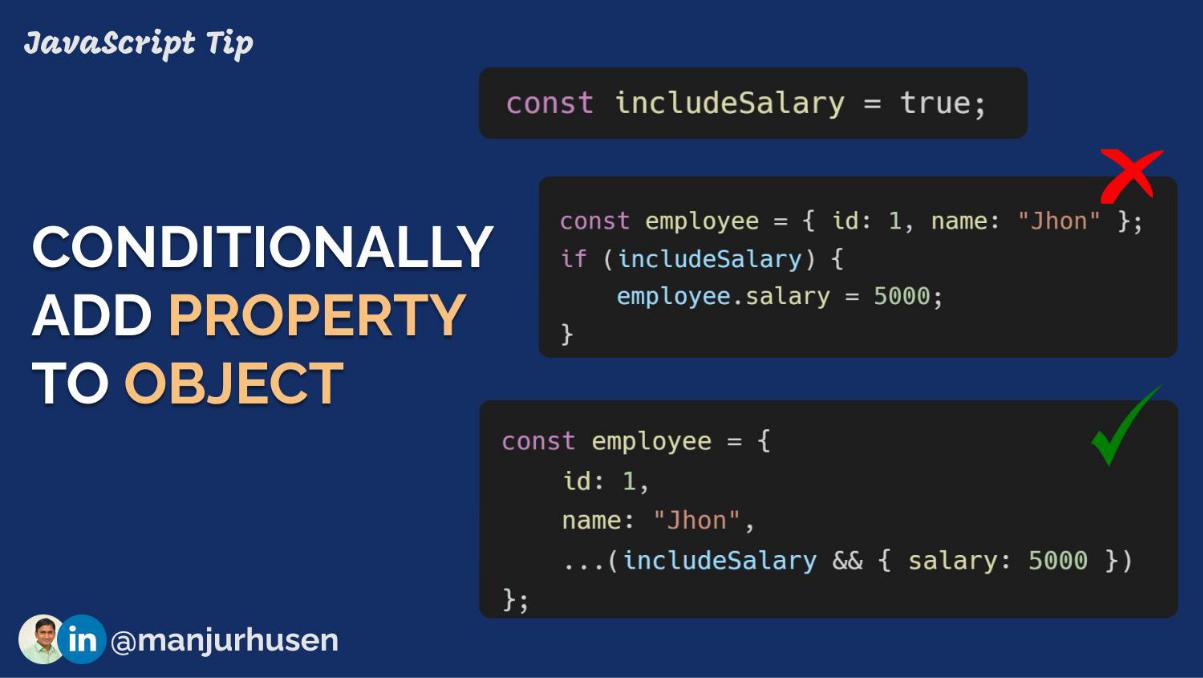 JavaScript Tip
const includeSalary = true;
CONDITIONALLY
ADD PROPERTY
TO OBJECT
const employee = { id: 1, name: "Jhon" };
if (includeSalary) {
employee.salary = 5000;
}
const employee = {
id: 1,
name: "Jhon",
...(includeSalary && { salary: 5000 })
};
in @manjurhusen